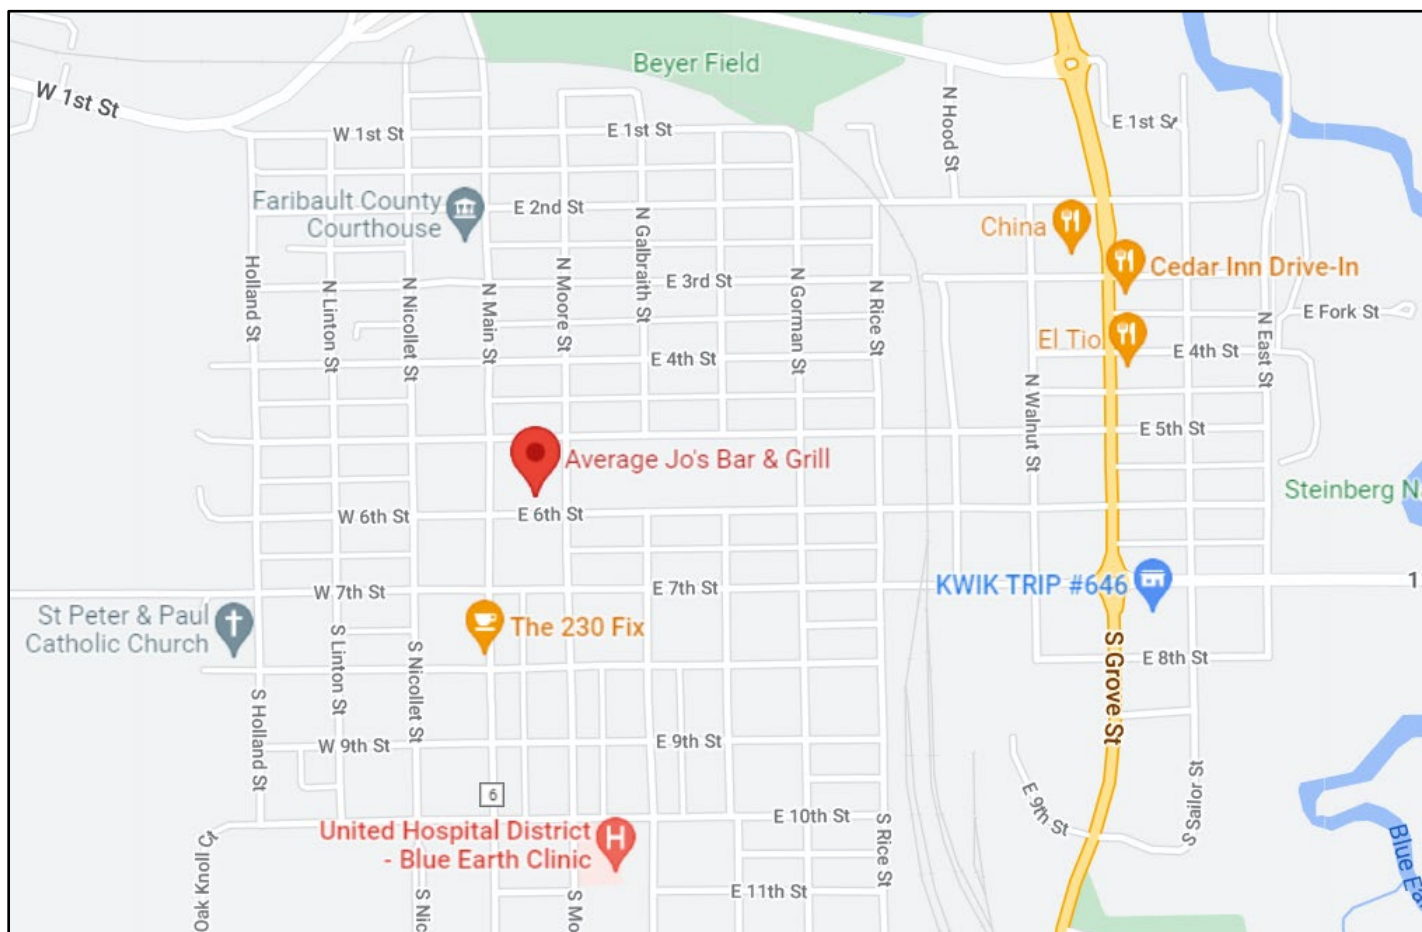 Beyer Field
W 1st St
W 1st St
E 1st St
N Hood St
E 1st St
Faribault County
Courthouse
E 2nd St
N Galbraith St
China
Cedar Inn Drive-In
Holland St
N Linton St
N Nicollet St
N Main St
N Moore St
E 3rd St
N Gorman St
N Rice St
E Fork St
N East St
El Tio
E 4th St
E 4th St
N Walnut St
E 5th St
Average Jo's Bar & Grill
Steinberg N
W 6th St
E 6th St
W 7th St
E 7th St
KWIK TRIP #646
1
St Peter & Paul
Catholic Church
The 230 Fix
S Linton St
S Nicollet St
S Grove St
E 8th St
S Holland St
W 9th St
E 9th St
6
E 9th St
S Sailor St
E 10th St
United Hospital District
- Blue Earth Clinic
S Rice St
Oak Knoll Ct
S Nic
S Mo
E 11th St
Blue Ea